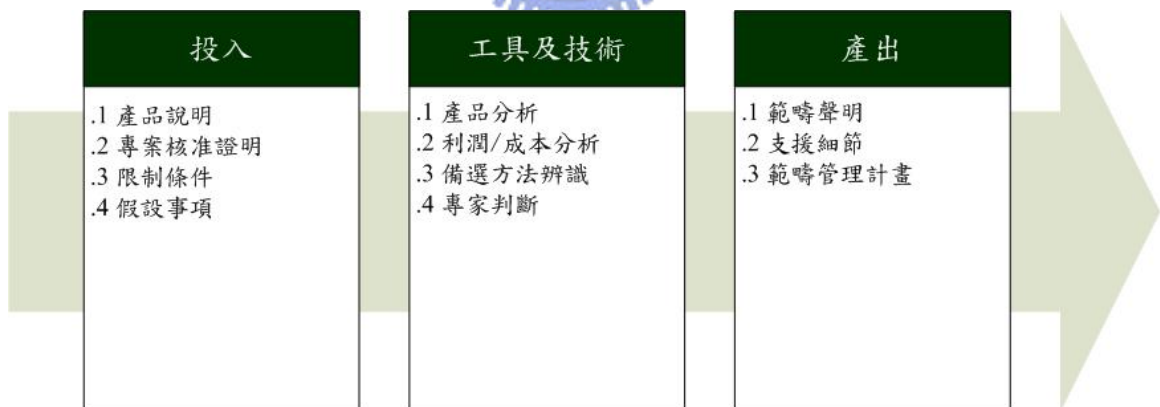 投入
.1 產品說明
.2 專案核准證明
.3 限制條件
.4 假設事項
工具及技術
.1 產品分析
.2 利潤/成本分析
.3 備選方法辨識
.4 專家判斷
產出
.1 範疇聲明
.2 支援細節
.3 範疇管理計畫